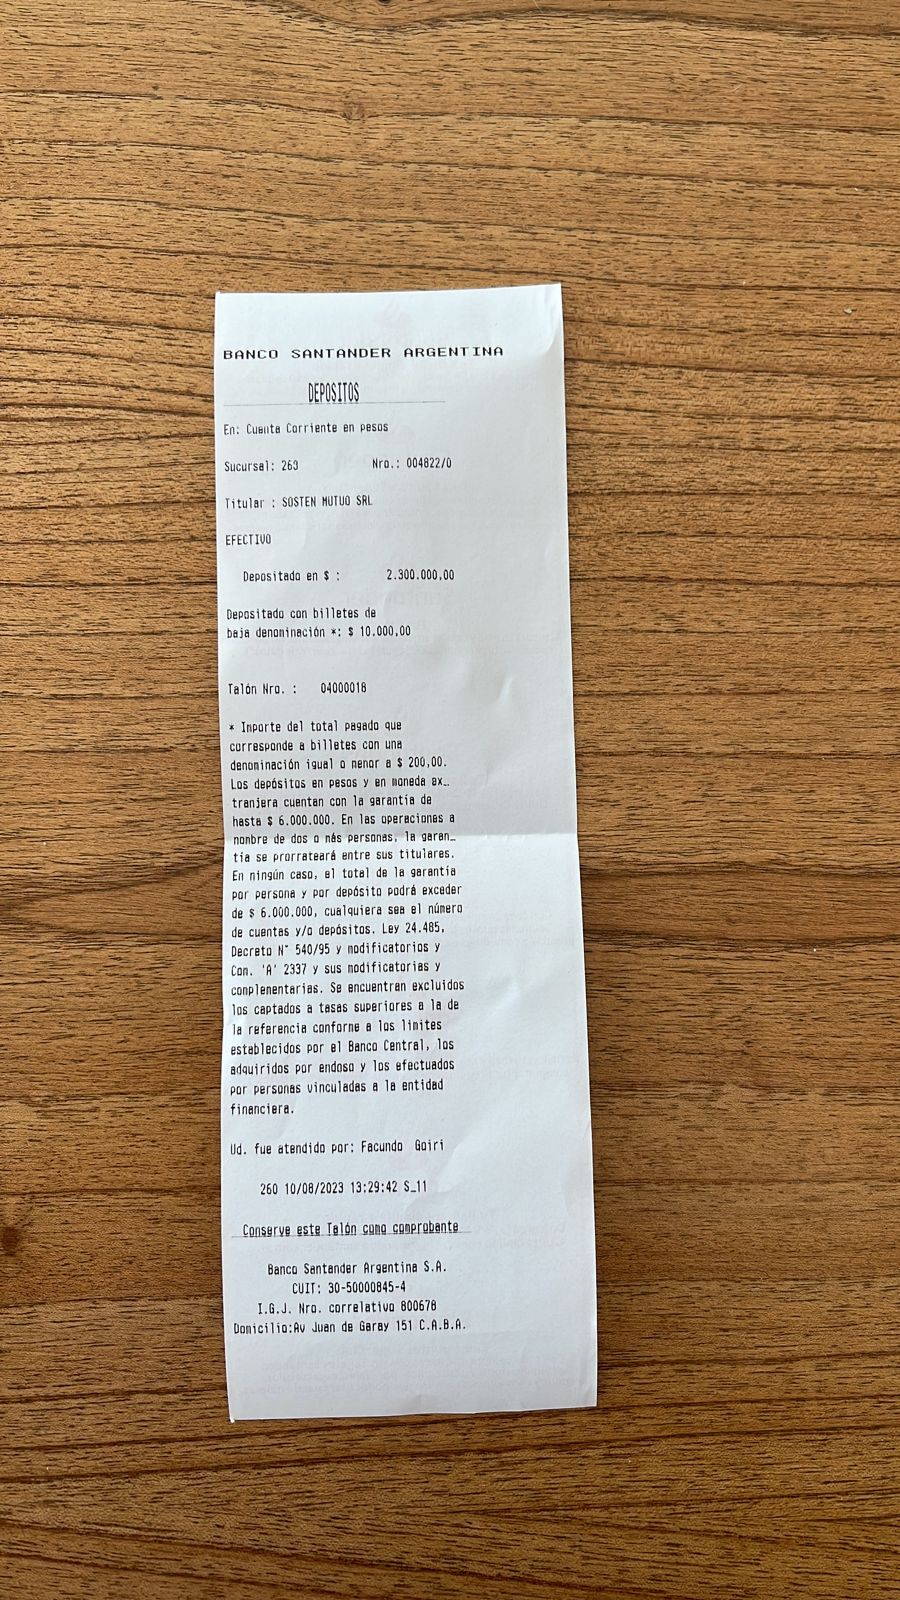 BANCO SANTANDER ARGENTINA
DEPOSITOS
En: Cuenta Corriente en pesos
Sucursal: 263 Nro.: 004822/0
Titular : SOSTEN MUTUO SRL
EFECTIVO
Depositado en $ : 2.300.000,00
Depositado con billetes de
baja denominación *: $ 10.000,00
Talón Nro. : 04000018
* Importe del total pagado que
corresponde a billetes con una
denominación igual o menor a $ 200,00.
Los depósitos en pesos y en moneda ex_
tranjera cuentan con la garantía de
hasta $ 6.000.000. En las operaciones a
nombre de dos o más personas, la garan_
tía se prorrateará entre sus titulares.
En ningún caso, el total de la garantía
por persona y por depósito podrá exceder
de $ 6.000.000, cualquiera sea el número
de cuentas y/o depósitos. Ley 24.485,
Decreto N° 540/95 y modificatorios y
Com. 'A' 2337 y sus modificatorias y
complementarias. Se encuentran excluidos
los captados a tasas superiores a la de
la referencia conforme a los límites
establecidos por el Banco Central, los
adquiridos por endoso y los efectuados
por personas vinculadas a la entidad
financiera.
Ud. fue atendido por: Facundo Goiri
260 10/08/2023 13:29:42 S_11
Conserve este Talón como comprobante
Banco Santander Argentina S.A.
CUIT: 30-50000845-4
I.G.J. Nro. correlativo 800678
Domicilio:Av Juan de Garay 151 C.A.B.A.